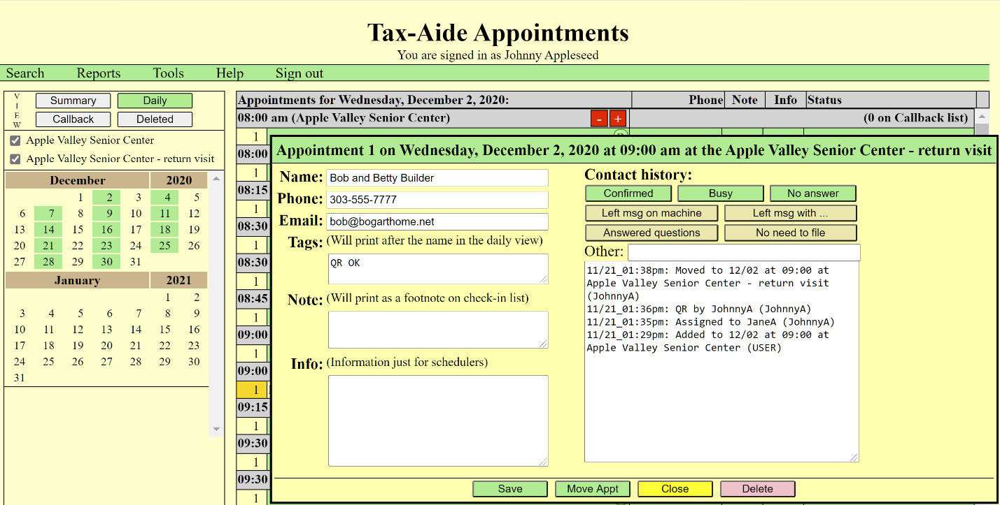 Tax-Aide Appointments
You are signed in as Johnny Appleseed
Search Reports Tools Help Sign out
VIEW
Summary Daily
Callback Deleted
Apple Valley Senior Center
Apple Valley Senior Center - return visit
December 2020
1 2 3 4 5
6 7 8 9 10 11 12
13 14 15 16 17 18 19
20 21 22 23 24 25 26
27 28 29 30 31
January 2021
1 2
3 4 5 6 7 8 9
10 11 12 13 14 15 16
17 18 19 20 21 22 23
24 25 26 27 28 29 30
31
Appointments for Wednesday, December 2, 2020: Phone Note Info Status
08:00 am (Apple Valley Senior Center) - + (0 on Callback list)
1
08:00
1
08:15
1
08:30
1
08:30
1
08:45
1
09:00
1
09:00
1
09:15
1
09:30
1
09:30
1
Appointment 1 on Wednesday, December 2, 2020 at 09:00 am at the Apple Valley Senior Center - return visit
Name: Bob and Betty Builder
Phone: 303-555-7777
Email: bob@bogarthome.net
Tags: (Will print after the name in the daily view)
QR OK
Note: (Will print as a footnote on check-in list)
Info: (Information just for schedulers)
Contact history:
Confirmed Busy No answer
Left msg on machine Left msg with ...
Answered questions No need to file
Other:
11/21_01:38pm: Moved to 12/02 at 09:00 at
Apple Valley Senior Center - return visit
(JohnnyA)
11/21_01:36pm: QR by JohnnyA (JohnnyA)
11/21_01:35pm: Assigned to JaneA (JohnnyA)
11/21_01:29pm: Added to 12/02 at 09:00 at
Apple Valley Senior Center (USER)
Save Move Appt Close Delete